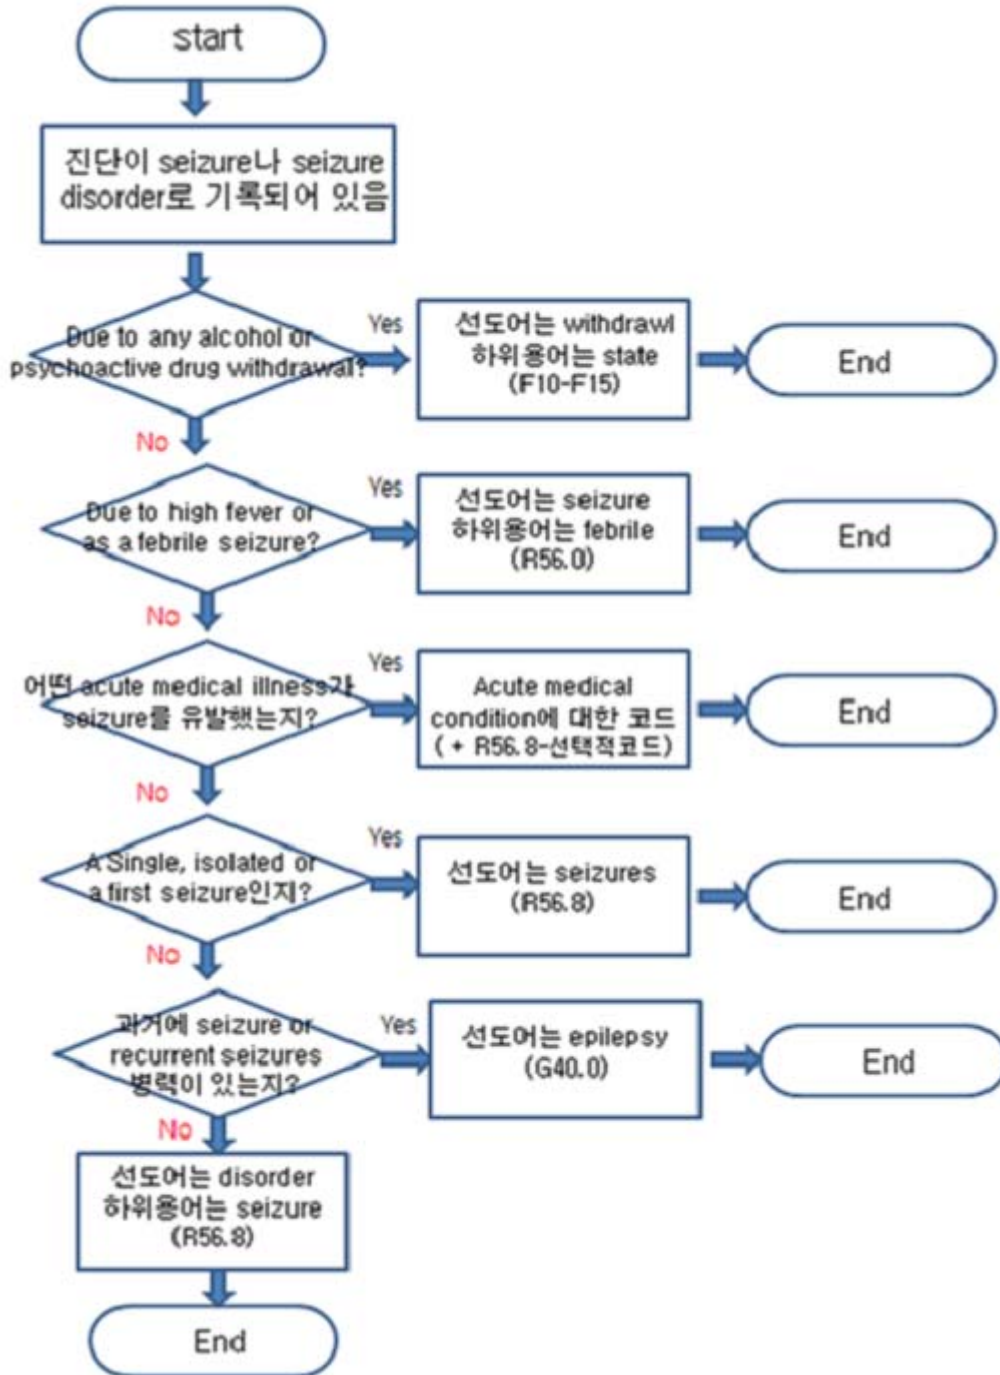 start
진단이 seizure나 seizure
disorder로 기록되어 있음
Due to any alcohol or
psychoactive drug withdrawal?
Yes
선도어는 withdrawl
하위용어는 state
(F10-F15)
End
No
Due to high fever or
as a febrile seizure?
Yes
선도어는 seizure
하위용어는 febrile
(R56.0)
End
No
어떤 acute medical illness가
seizure를 유발했는지?
Yes
Acute medical
condition에 대한 코드
( + R56.8-선택적코드)
End
No
A Single, isolated or
a first seizure인지?
Yes
선도어는 seizures
(R56.8)
End
No
과거에 seizure or
recurrent seizures
병력이 있는지?
Yes
선도어는 epilepsy
(G40.0)
End
No
선도어는 disorder
하위용어는 seizure
(R56.8)
End